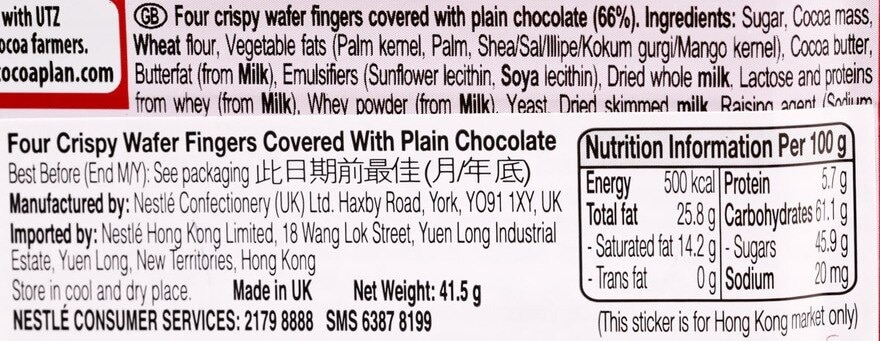 with UTZ
ocoa farmers.
ocoaplan.com
GB Four crispy wafer fingers covered with plain chocolate (66%). Ingredients: Sugar, Cocoa mass,
Wheat flour, Vegetable fats (Palm kernel, Palm, Shea/Sal/Illipe/Kokum gurgi/Mango kernel), Cocoa butter,
Butterfat (from Milk), Emulsifiers (Sunflower lecithin, Soya lecithin), Dried whole milk, Lactose and proteins
from whey (from Milk), Whey powder (from Milk), Yeast, Dried skimmed milk, Raising agent (Sodium
Four Crispy Wafer Fingers Covered With Plain Chocolate
Best Before (End M/Y): See packaging 此日期前最佳(月/年底)
Manufactured by: Nestlé Confectionery (UK) Ltd. Haxby Road, York, YO91 1XY, UK
Imported by: Nestlé Hong Kong Limited, 18 Wang Lok Street, Yuen Long Industrial
Estate, Yuen Long, New Territories, Hong Kong
Store in cool and dry place. Made in UK Net Weight: 41.5 g
NESTLÉ CONSUMER SERVICES: 2179 8888 SMS 6387 8199
Nutrition Information Per 100 g
Energy 500 kcal Protein 5.7 g
Total fat 25.8 g Carbohydrates 61.1 g
- Saturated fat 14.2 g - Sugars 45.9 g
- Trans fat 0 g Sodium 20 mg
(This sticker is for Hong Kong market only)